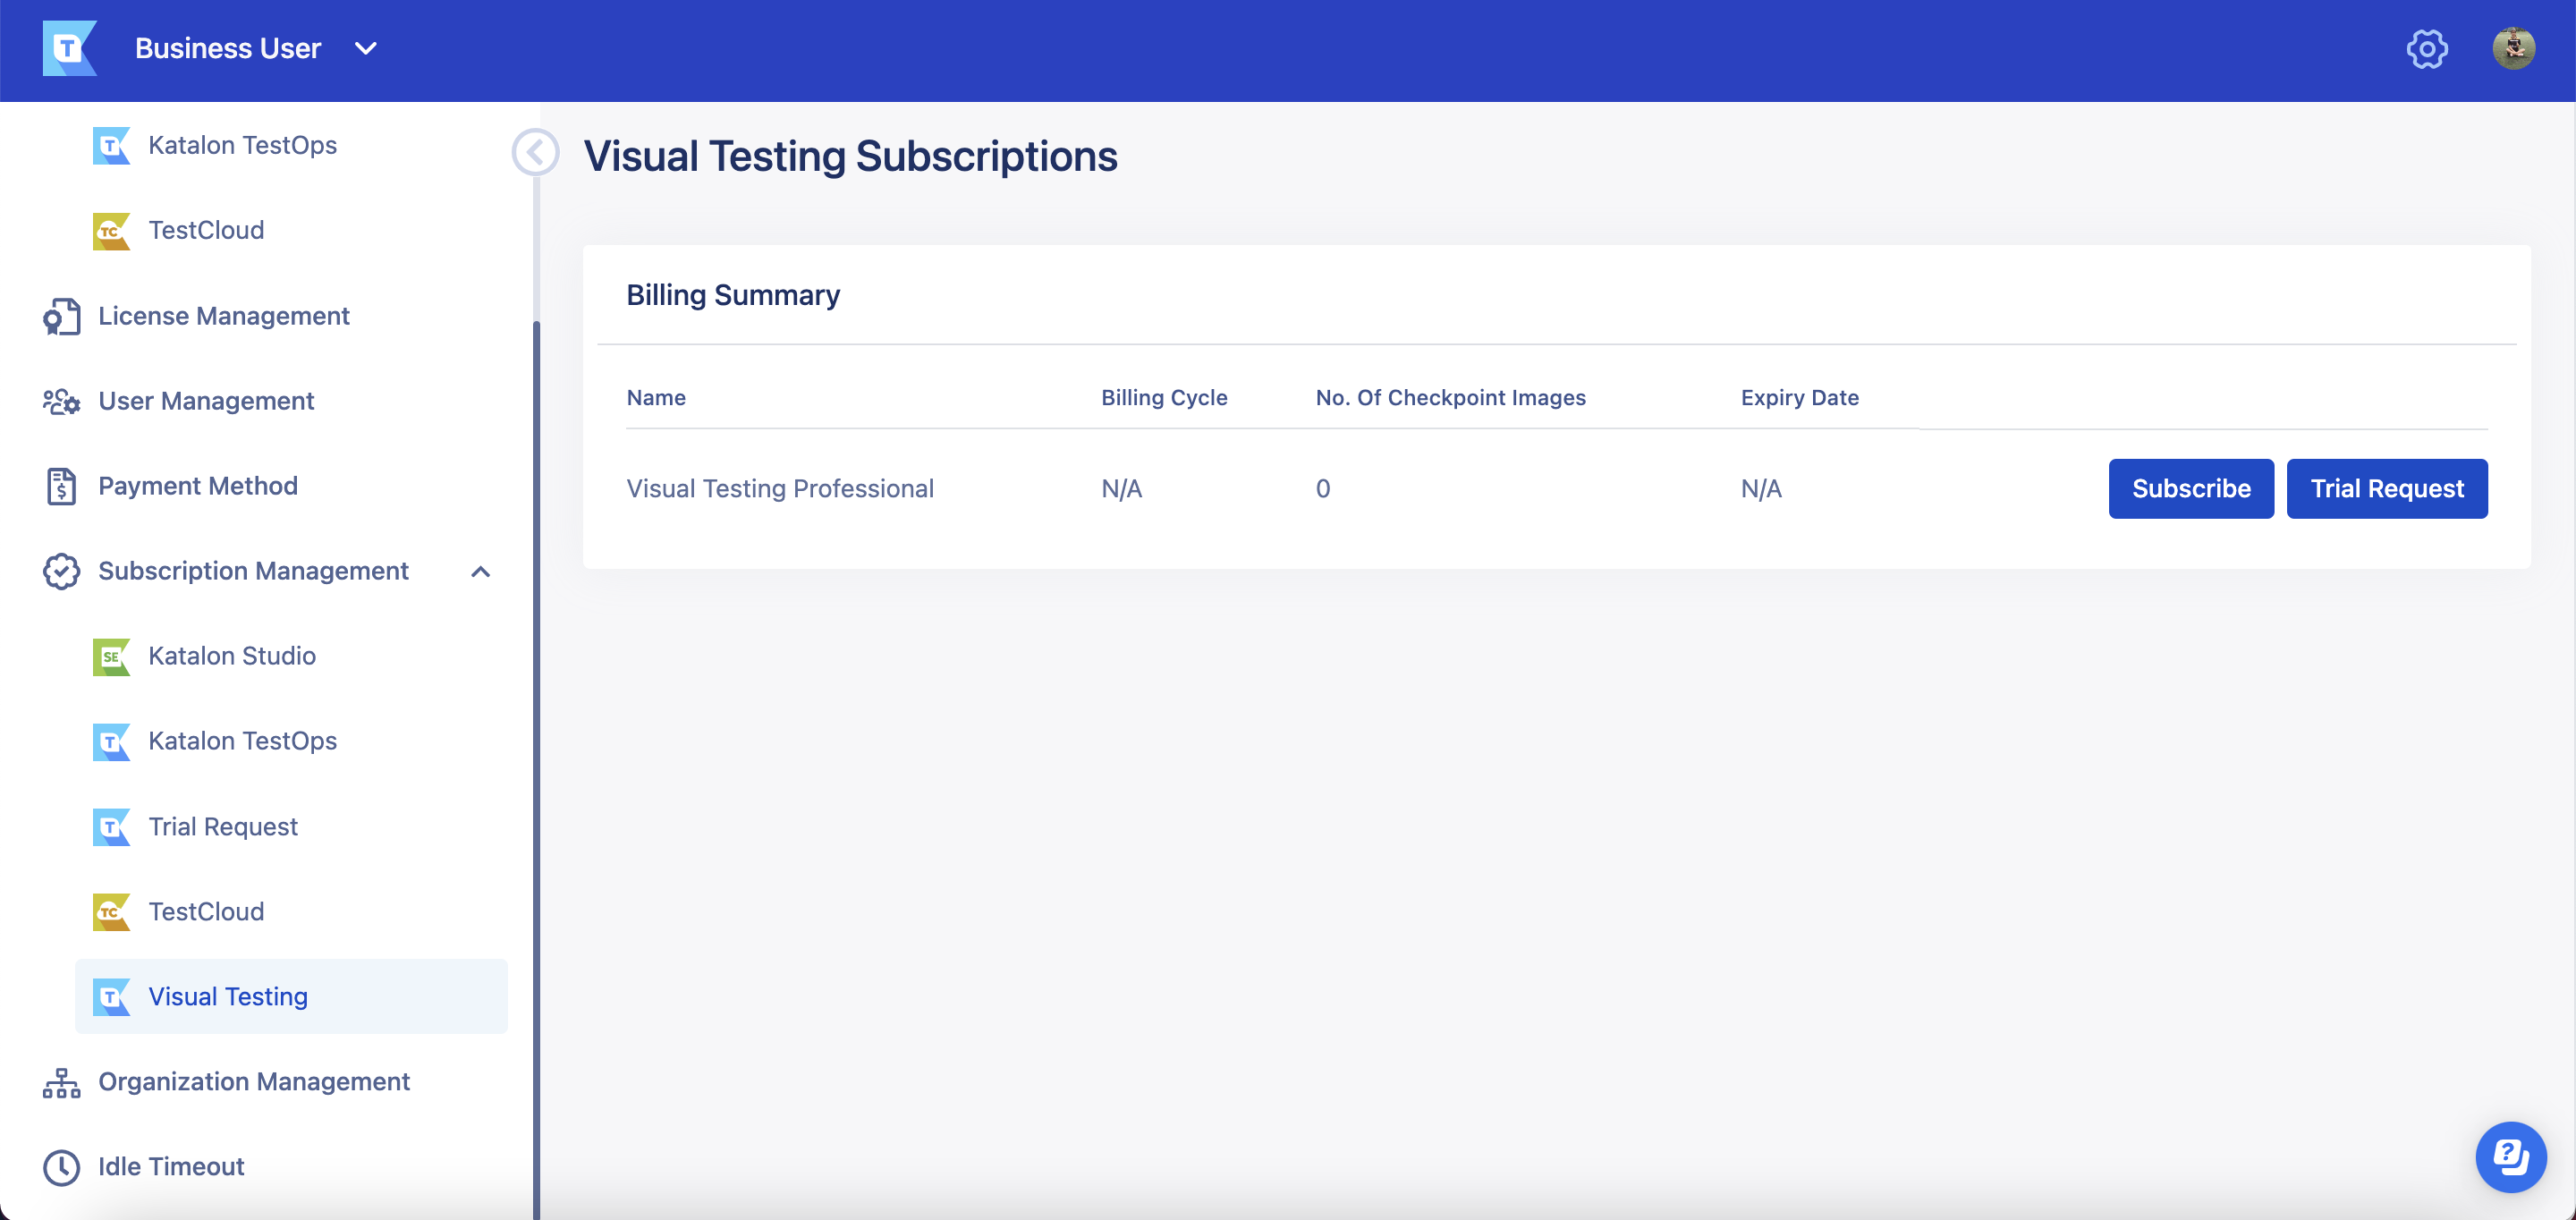 Business User
Katalon TestOps
TestCloud
License Management
User Management
Payment Method
Subscription Management
Katalon Studio
Katalon TestOps
Trial Request
TestCloud
Visual Testing
Organization Management
Idle Timeout
Visual Testing Subscriptions
Billing Summary
Name Billing Cycle No. Of Checkpoint Images Expiry Date
Visual Testing Professional N/A 0 N/A Subscribe Trial Request